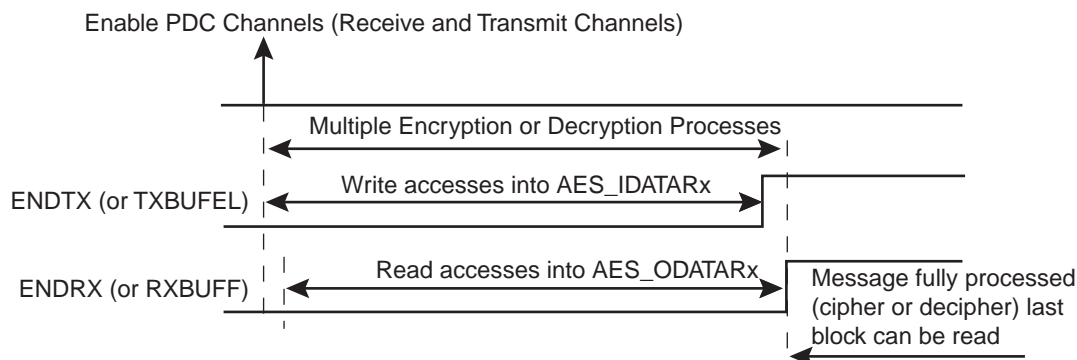 Enable PDC Channels (Receive and Transmit Channels)
Multiple Encryption or Decryption Processes
Write accesses into AES_IDATARx
ENDTX (or TXBUFEL)
Read accesses into AES_ODATARx
ENDRX (or RXBUFF)
Message fully processed
(cipher or decipher) last
block can be read